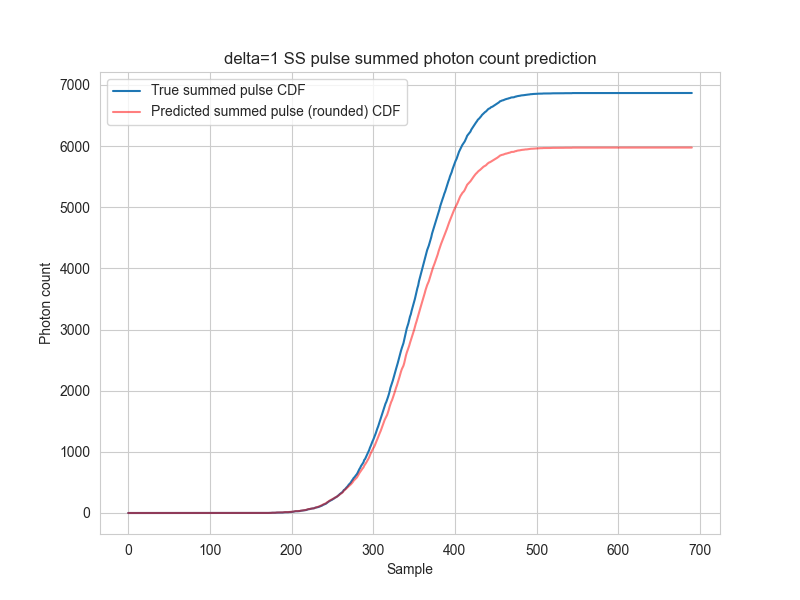 delta=1 SS pulse summed photon count prediction
True summed pulse CDF
Predicted summed pulse (rounded) CDF
Photon count
7000
6000
5000
4000
3000
2000
1000
0
0 100 200 300 400 500 600 700
Sample